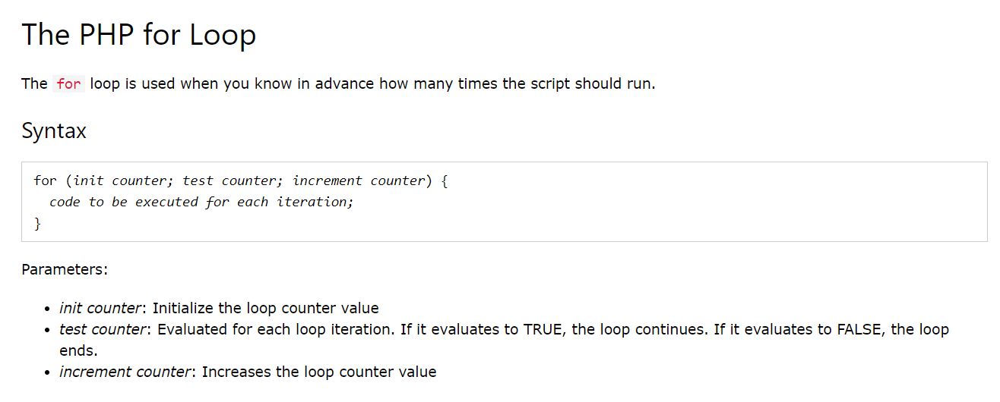 The PHP for Loop
The for loop is used when you know in advance how many times the script should run.
Syntax
for (init counter; test counter; increment counter) {
  code to be executed for each iteration;
}
Parameters:
• init counter: Initialize the loop counter value
• test counter: Evaluated for each loop iteration. If it evaluates to TRUE, the loop continues. If it evaluates to FALSE, the loop
ends.
• increment counter: Increases the loop counter value